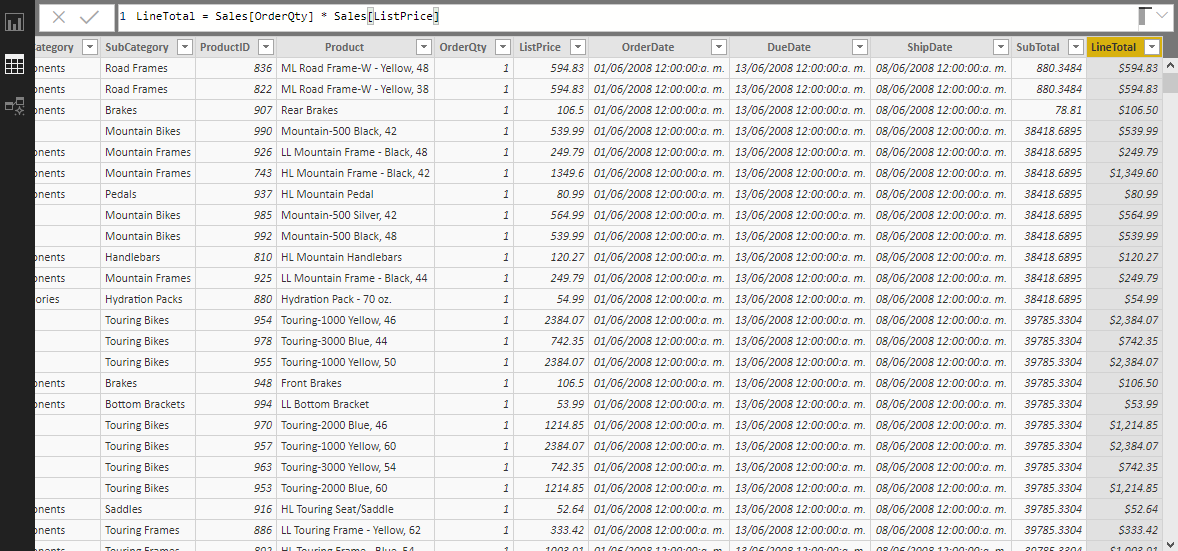 1 LineTotal = Sales[OrderQty] * Sales[ListPrice]
Category SubCategory ProductID Product OrderQty ListPrice OrderDate DueDate ShipDate SubTotal LineTotal
onents Road Frames 836 ML Road Frame-W - Yellow, 48 1 594.83 01/06/2008 12:00:00:a. m. 13/06/2008 12:00:00:a. m. 08/06/2008 12:00:00:a. m. 880.3484 $594.83
onents Road Frames 822 ML Road Frame-W - Yellow, 38 1 594.83 01/06/2008 12:00:00:a. m. 13/06/2008 12:00:00:a. m. 08/06/2008 12:00:00:a. m. 880.3484 $594.83
onents Brakes 907 Rear Brakes 1 106.5 01/06/2008 12:00:00:a. m. 13/06/2008 12:00:00:a. m. 08/06/2008 12:00:00:a. m. 78.81 $106.50
Mountain Bikes 990 Mountain-500 Black, 42 1 539.99 01/06/2008 12:00:00:a. m. 13/06/2008 12:00:00:a. m. 08/06/2008 12:00:00:a. m. 38418.6895 $539.99
onents Mountain Frames 926 LL Mountain Frame - Black, 48 1 249.79 01/06/2008 12:00:00:a. m. 13/06/2008 12:00:00:a. m. 08/06/2008 12:00:00:a. m. 38418.6895 $249.79
onents Mountain Frames 743 HL Mountain Frame - Black, 42 1 1349.6 01/06/2008 12:00:00:a. m. 13/06/2008 12:00:00:a. m. 08/06/2008 12:00:00:a. m. 38418.6895 $1,349.60
onents Pedals 937 HL Mountain Pedal 1 80.99 01/06/2008 12:00:00:a. m. 13/06/2008 12:00:00:a. m. 08/06/2008 12:00:00:a. m. 38418.6895 $80.99
Mountain Bikes 985 Mountain-500 Silver, 42 1 564.99 01/06/2008 12:00:00:a. m. 13/06/2008 12:00:00:a. m. 08/06/2008 12:00:00:a. m. 38418.6895 $564.99
Mountain Bikes 992 Mountain-500 Black, 48 1 539.99 01/06/2008 12:00:00:a. m. 13/06/2008 12:00:00:a. m. 08/06/2008 12:00:00:a. m. 38418.6895 $539.99
onents Handlebars 810 HL Mountain Handlebars 1 120.27 01/06/2008 12:00:00:a. m. 13/06/2008 12:00:00:a. m. 08/06/2008 12:00:00:a. m. 38418.6895 $120.27
onents Mountain Frames 925 LL Mountain Frame - Black, 44 1 249.79 01/06/2008 12:00:00:a. m. 13/06/2008 12:00:00:a. m. 08/06/2008 12:00:00:a. m. 38418.6895 $249.79
ories Hydration Packs 880 Hydration Pack - 70 oz. 1 54.99 01/06/2008 12:00:00:a. m. 13/06/2008 12:00:00:a. m. 08/06/2008 12:00:00:a. m. 38418.6895 $54.99
Touring Bikes 954 Touring-1000 Yellow, 46 1 2384.07 01/06/2008 12:00:00:a. m. 13/06/2008 12:00:00:a. m. 08/06/2008 12:00:00:a. m. 39785.3304 $2,384.07
Touring Bikes 978 Touring-3000 Blue, 44 1 742.35 01/06/2008 12:00:00:a. m. 13/06/2008 12:00:00:a. m. 08/06/2008 12:00:00:a. m. 39785.3304 $742.35
Touring Bikes 955 Touring-1000 Yellow, 50 1 2384.07 01/06/2008 12:00:00:a. m. 13/06/2008 12:00:00:a. m. 08/06/2008 12:00:00:a. m. 39785.3304 $2,384.07
onents Brakes 948 Front Brakes 1 106.5 01/06/2008 12:00:00:a. m. 13/06/2008 12:00:00:a. m. 08/06/2008 12:00:00:a. m. 39785.3304 $106.50
onents Bottom Brackets 994 LL Bottom Bracket 1 53.99 01/06/2008 12:00:00:a. m. 13/06/2008 12:00:00:a. m. 08/06/2008 12:00:00:a. m. 39785.3304 $53.99
Touring Bikes 970 Touring-2000 Blue, 46 1 1214.85 01/06/2008 12:00:00:a. m. 13/06/2008 12:00:00:a. m. 08/06/2008 12:00:00:a. m. 39785.3304 $1,214.85
Touring Bikes 957 Touring-1000 Yellow, 60 1 2384.07 01/06/2008 12:00:00:a. m. 13/06/2008 12:00:00:a. m. 08/06/2008 12:00:00:a. m. 39785.3304 $2,384.07
Touring Bikes 963 Touring-3000 Yellow, 54 1 742.35 01/06/2008 12:00:00:a. m. 13/06/2008 12:00:00:a. m. 08/06/2008 12:00:00:a. m. 39785.3304 $742.35
Touring Bikes 953 Touring-2000 Blue, 60 1 1214.85 01/06/2008 12:00:00:a. m. 13/06/2008 12:00:00:a. m. 08/06/2008 12:00:00:a. m. 39785.3304 $1,214.85
onents Saddles 916 HL Touring Seat/Saddle 1 52.64 01/06/2008 12:00:00:a. m. 13/06/2008 12:00:00:a. m. 08/06/2008 12:00:00:a. m. 39785.3304 $52.64
onents Touring Frames 886 LL Touring Frame - Yellow, 62 1 333.42 01/06/2008 12:00:00:a. m. 13/06/2008 12:00:00:a. m. 08/06/2008 12:00:00:a. m. 39785.3304 $333.42